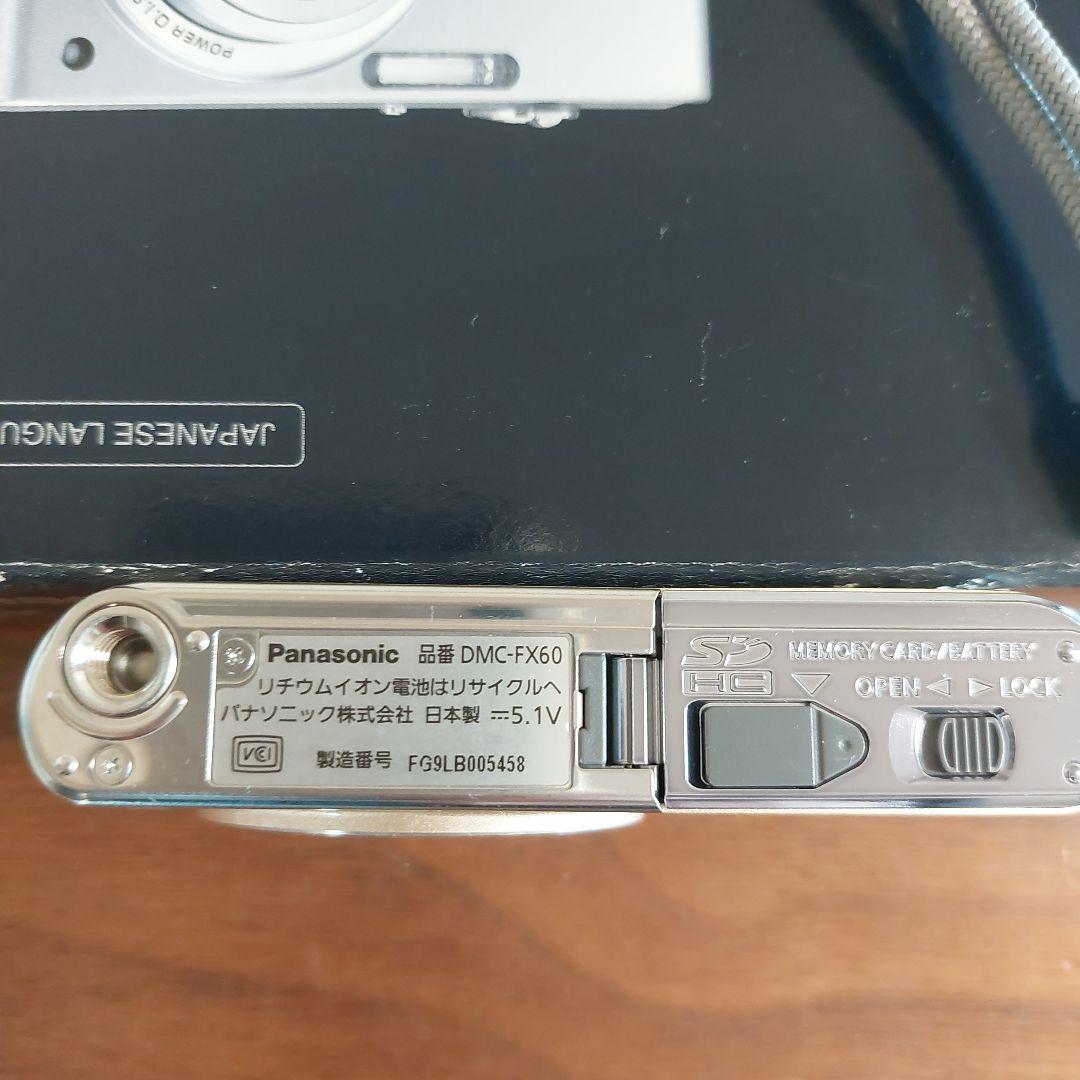 POWER O.I.S
JAPANESE LANGU
Panasonic 品番 DMC-FX60
リチウムイオン電池はリサイクルへ
パナソニック株式会社 日本製 ⎓5.1V
VCI 製造番号 FG9LB005458
SD HC
MEMORY CARD/BATTERY
OPEN ◁ ▷ LOCK